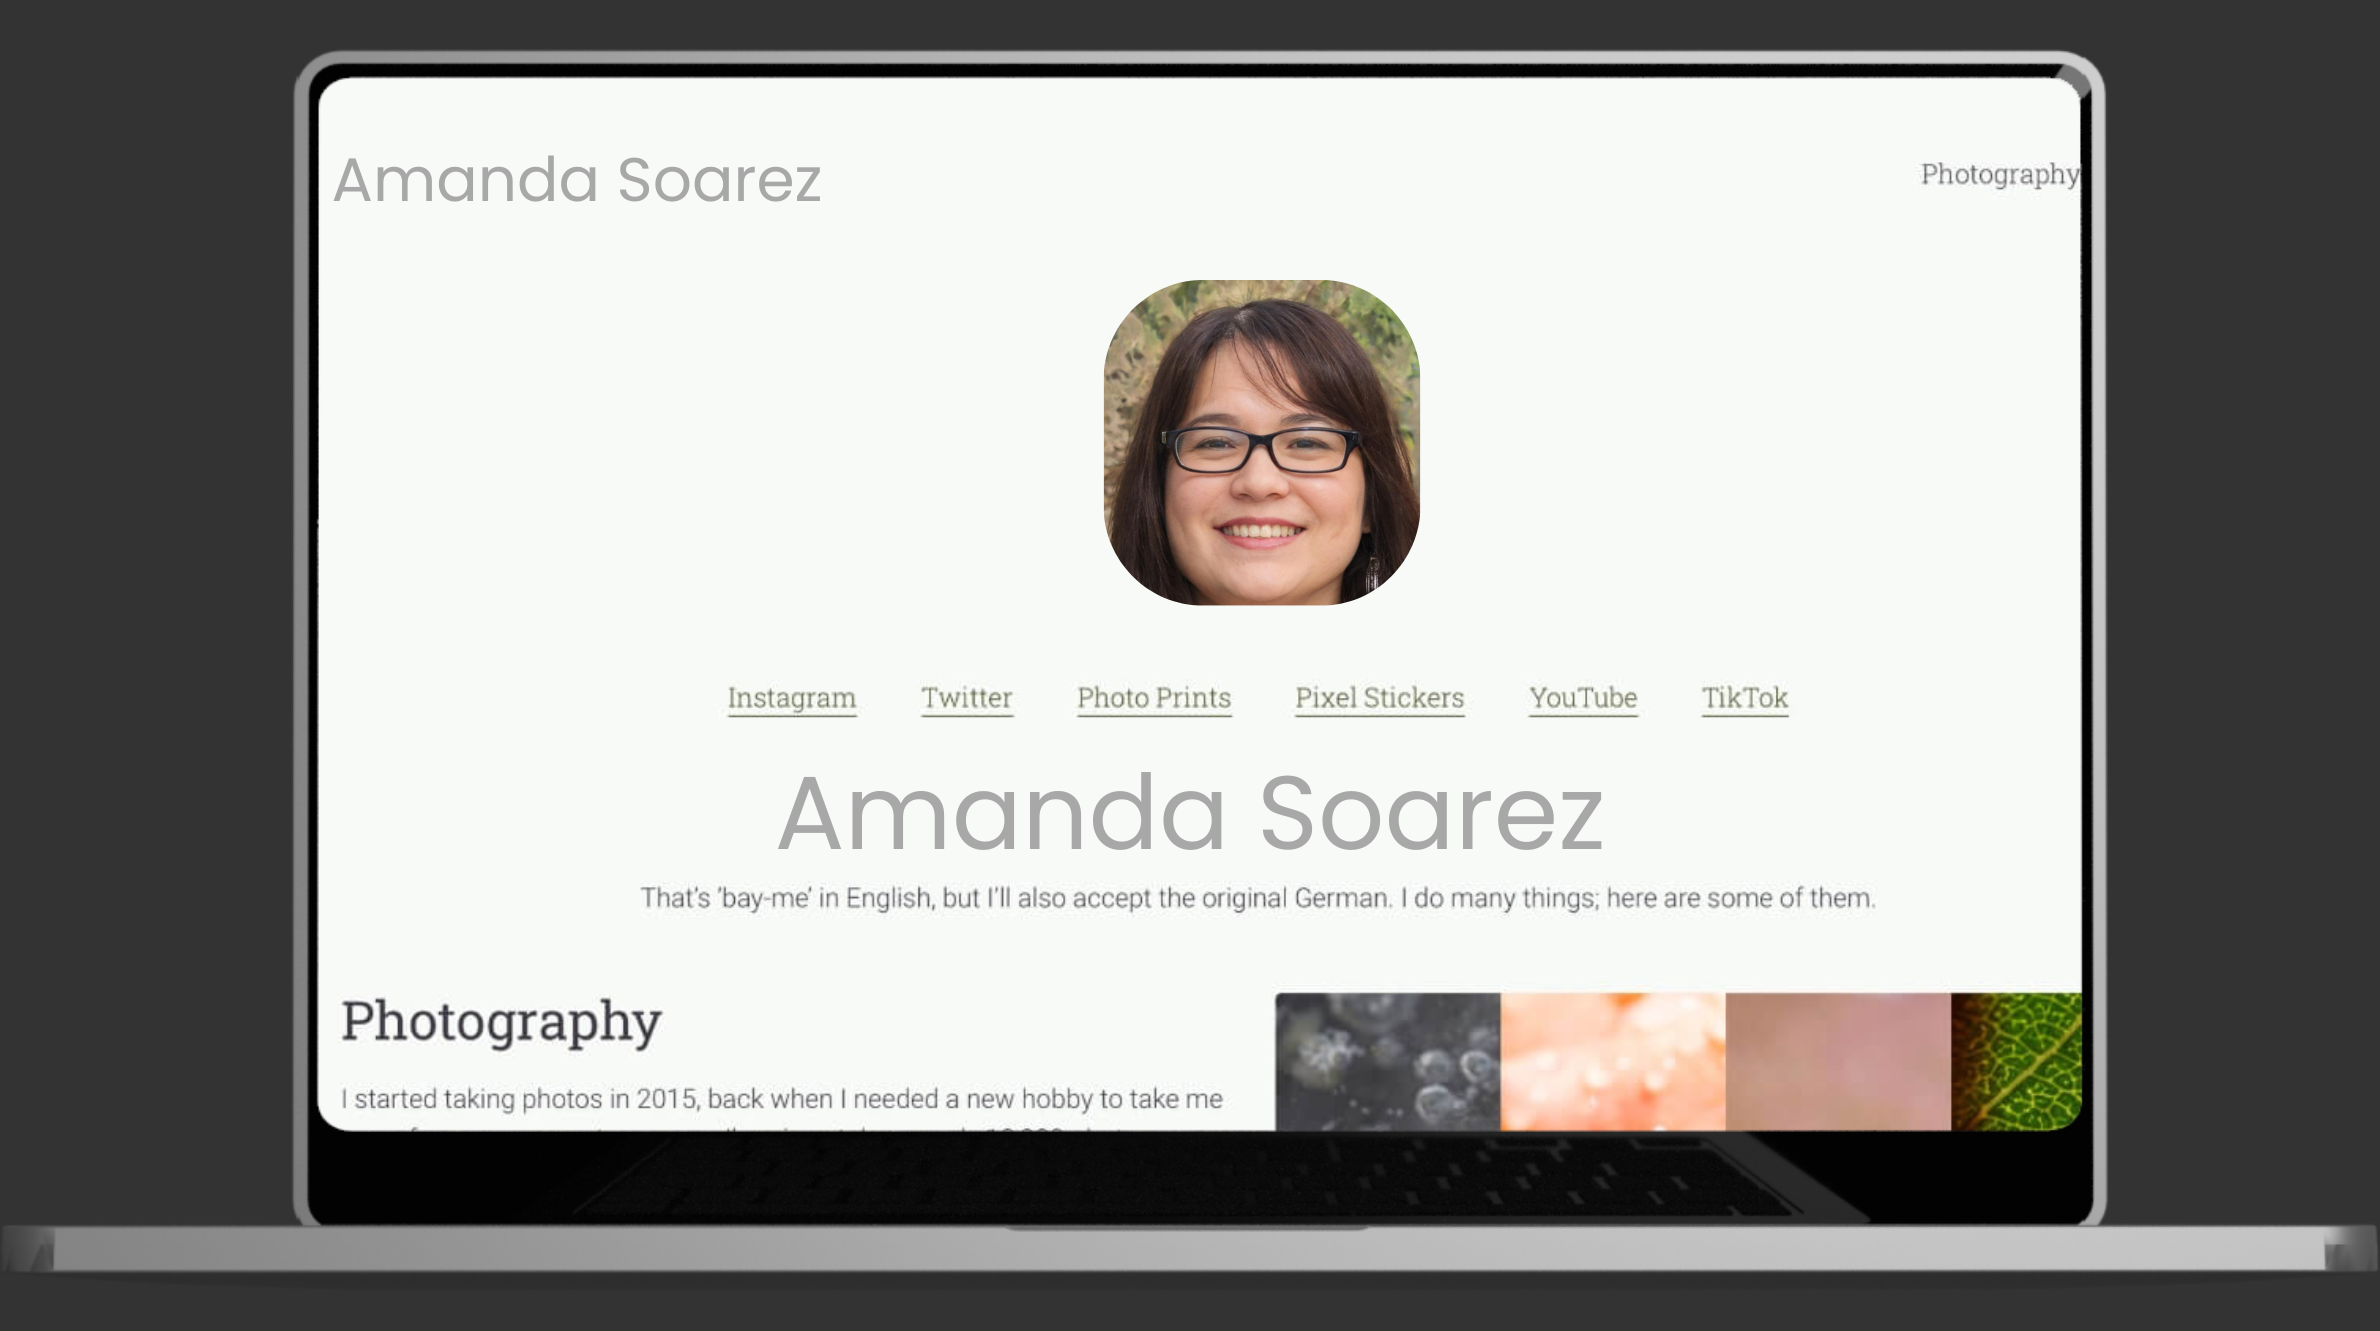 Amanda Soarez
Photography
Instagram Twitter Photo Prints Pixel Stickers YouTube TikTok
Amanda Soarez
That's 'bay-me' in English, but I'll also accept the original German. I do many things; here are some of them.
Photography
I started taking photos in 2015, back when I needed a new hobby to take me